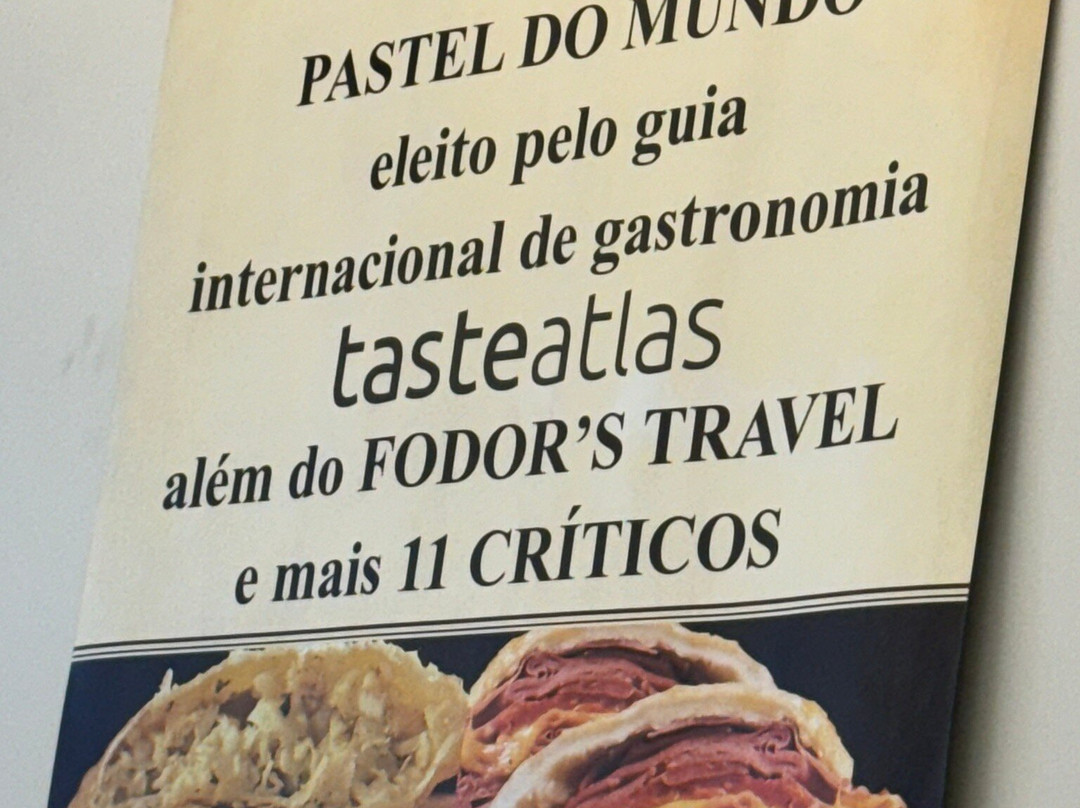 PASTEL DO MUNDO
eleito pelo guia
internacional de gastronomia
tasteatlas
além do FODOR'S TRAVEL
e mais 11 CRÍTICOS